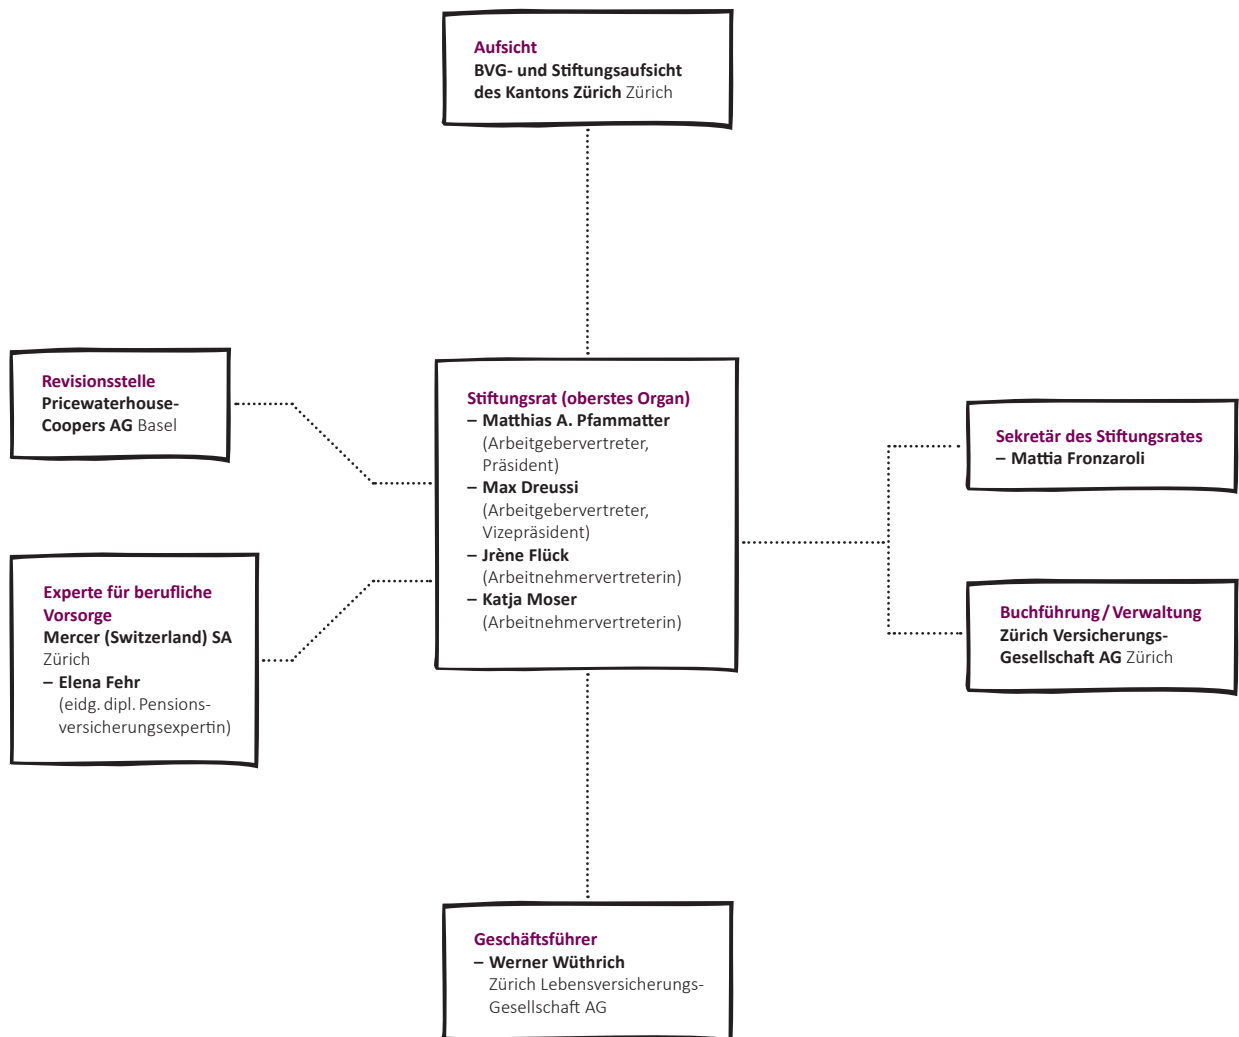 Aufsicht
BVG- und Stiftungsaufsicht
des Kantons Zürich Zürich
Revisionsstelle
Pricewaterhouse-
Coopers AG Basel
Experte für berufliche
Vorsorge
Mercer (Switzerland) SA
Zürich
– Elena Fehr
(eidg. dipl. Pensions-
versicherungsexpertin)
Stiftungsrat (oberstes Organ)
– Matthias A. Pfammatter
(Arbeitgebervertreter,
Präsident)
– Max Dreussi
(Arbeitgebervertreter,
Vizepräsident)
– Jrène Flück
(Arbeitnehmervertreterin)
– Katja Moser
(Arbeitnehmervertreterin)
Sekretär des Stiftungsrates
– Mattia Fronzaroli
Buchführung / Verwaltung
Zürich Versicherungs-
Gesellschaft AG Zürich
Geschäftsführer
– Werner Wüthrich
Zürich Lebensversicherungs-
Gesellschaft AG